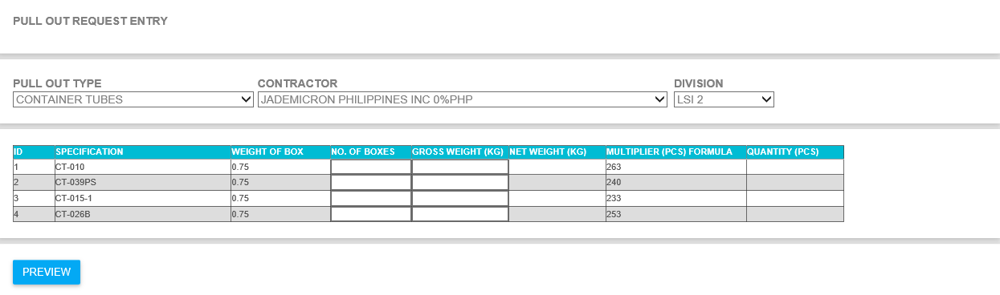 PULL OUT REQUEST ENTRY
PULL OUT TYPE CONTRACTOR DIVISION
CONTAINER TUBES JADEMICRON PHILIPPINES INC 0%PHP LSI 2
ID SPECIFICATION WEIGHT OF BOX NO. OF BOXES GROSS WEIGHT (KG) NET WEIGHT (KG) MULTIPLIER (PCS) FORMULA QUANTITY (PCS)
1 CT-010 0.75 263
2 CT-039PS 0.75 240
3 CT-015-1 0.75 233
4 CT-026B 0.75 253
PREVIEW